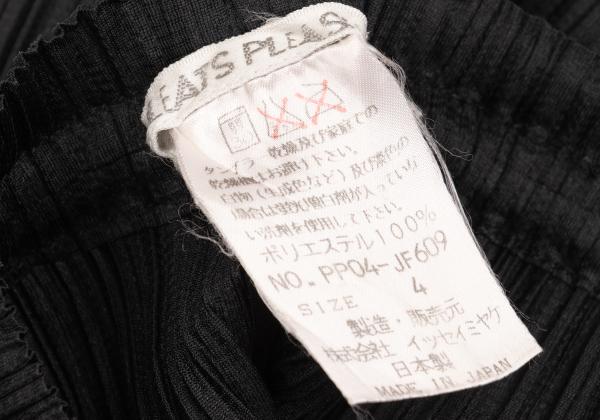 EATS PLEAS
タンブラ 乾燥及び家庭での
乾燥機はお避け下さい。
白物(生成色など)及び淡色の
場合は蛍光増白剤が入っていな
い洗剤を使用して下さい。
ポリエステル100%
NO. PP04-JF609
SIZE 4
製造・販売元
株式会社 イッセイミヤケ
日本製
MADE IN JAPAN